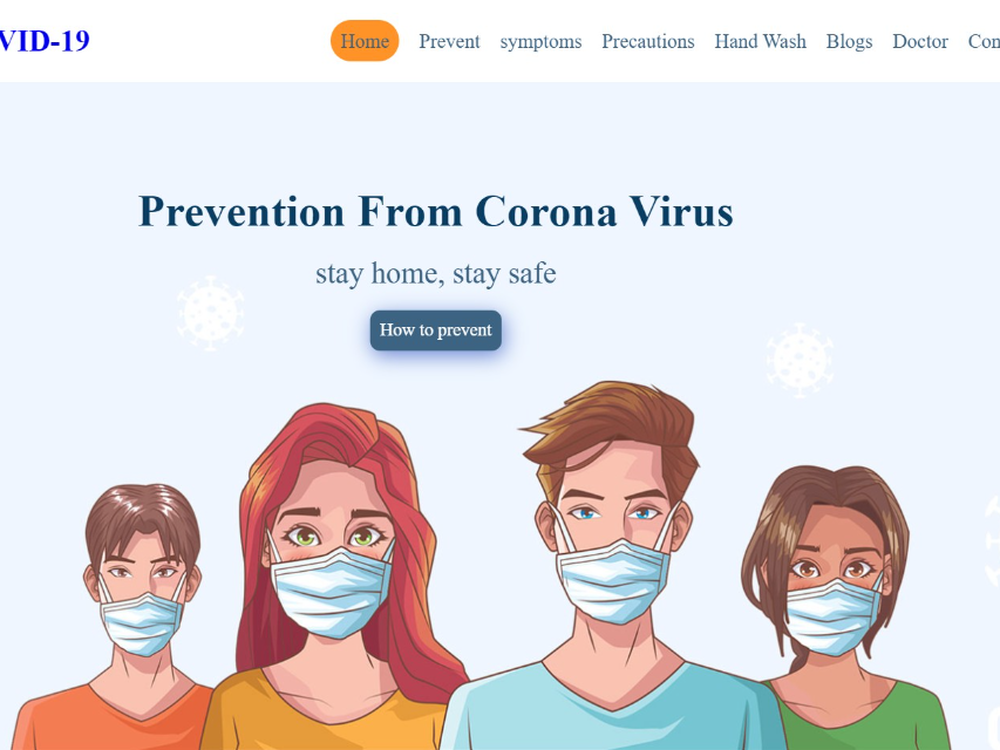 VID-19 Home Prevent symptoms Precautions Hand Wash Blogs Doctor Con
Prevention From Corona Virus
stay home, stay safe
How to prevent